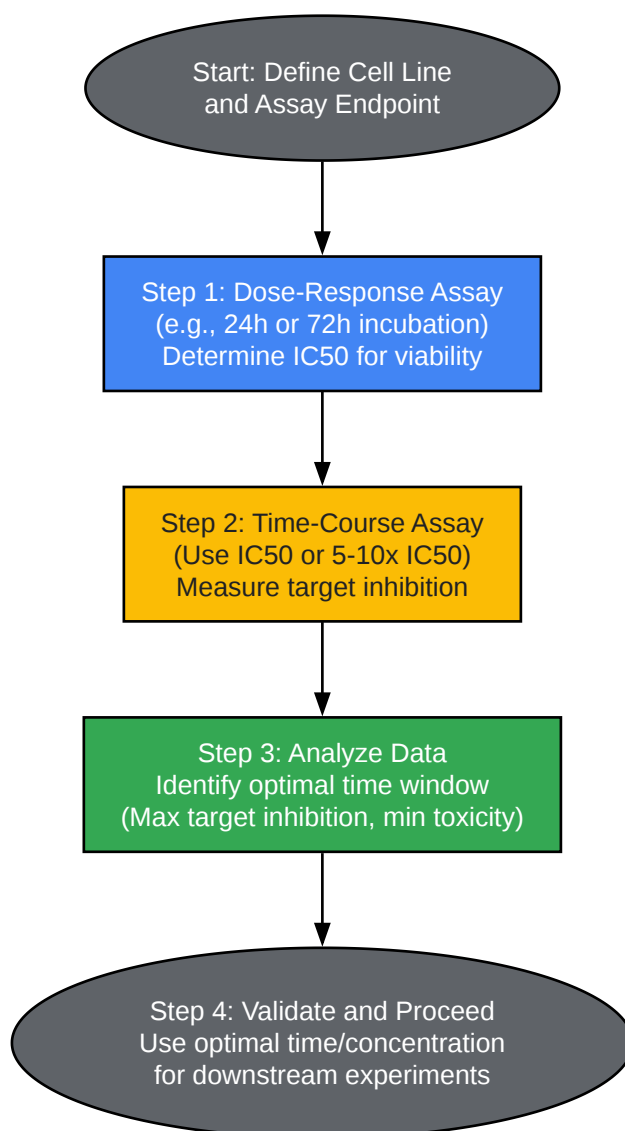 Start: Define Cell Line
and Assay Endpoint
Step 1: Dose-Response Assay
(e.g., 24h or 72h incubation)
Determine IC50 for viability
Step 2: Time-Course Assay
(Use IC50 or 5-10x IC50)
Measure target inhibition
Step 3: Analyze Data
Identify optimal time window
(Max target inhibition, min toxicity)
Step 4: Validate and Proceed
Use optimal time/concentration
for downstream experiments